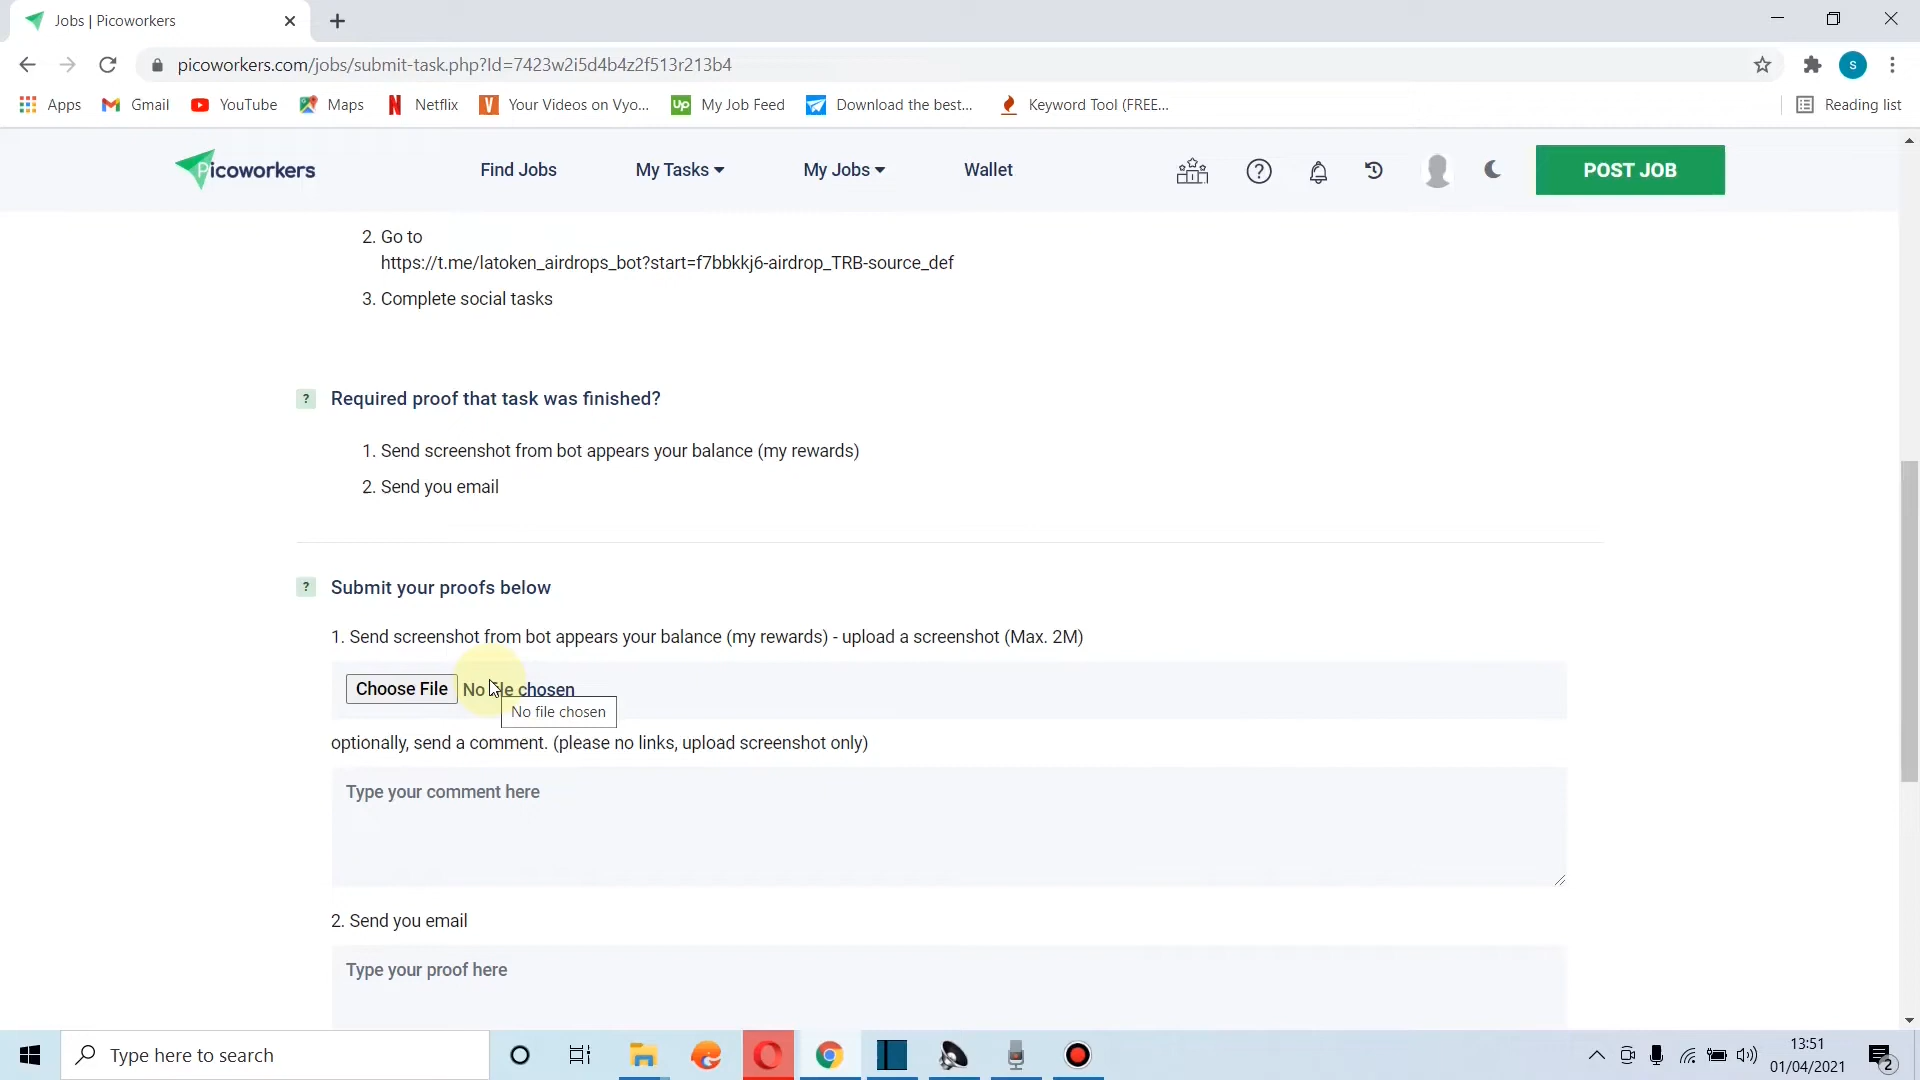 Jobs | Picoworkers
picoworkers.com/jobs/submit-task.php?Id=7423w2i5d4b4z2f513r213b4
S
Apps
Gmail
YouTube
Maps
Netflix
Your Videos on Vyo...
My Job Feed
Download the best...
Keyword Tool (FREE...
Reading list
Picoworkers
Find Jobs
My Tasks
My Jobs
Wallet
POST JOB
2. Go to
https://t.me/latoken_airdrops_bot?start=f7bbkkj6-airdrop_TRB-source_def
3. Complete social tasks
? Required proof that task was finished?
1. Send screenshot from bot appears your balance (my rewards)
2. Send you email
? Submit your proofs below
1. Send screenshot from bot appears your balance (my rewards) - upload a screenshot (Max. 2M)
Choose File No file chosen
No file chosen
optionally, send a comment. (please no links, upload screenshot only)
Type your comment here
2. Send you email
Type your proof here
Type here to search
13:51
01/04/2021
2